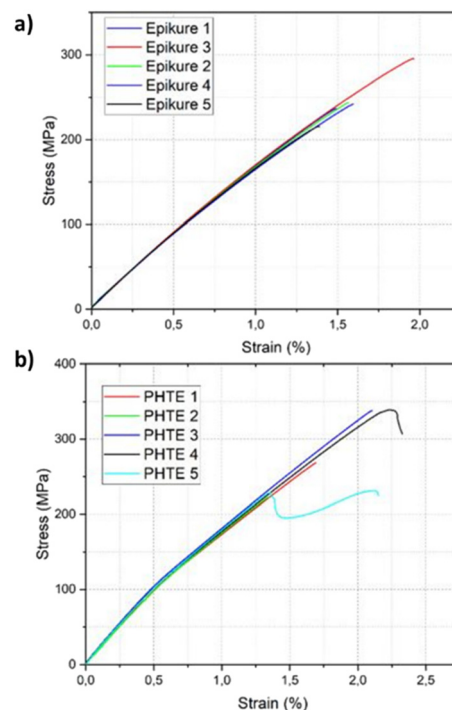 a)
Epikure 1
Epikure 3
Epikure 2
Epikure 4
Epikure 5
Stress (MPa)
300
200
100
0
0,0 0,5 1,0 1,5 2,0
Strain (%)
b)
PHTE 1
PHTE 2
PHTE 3
PHTE 4
PHTE 5
Stress (MPa)
400
300
200
100
0
0,0 0,5 1,0 1,5 2,0 2,5
Strain (%)